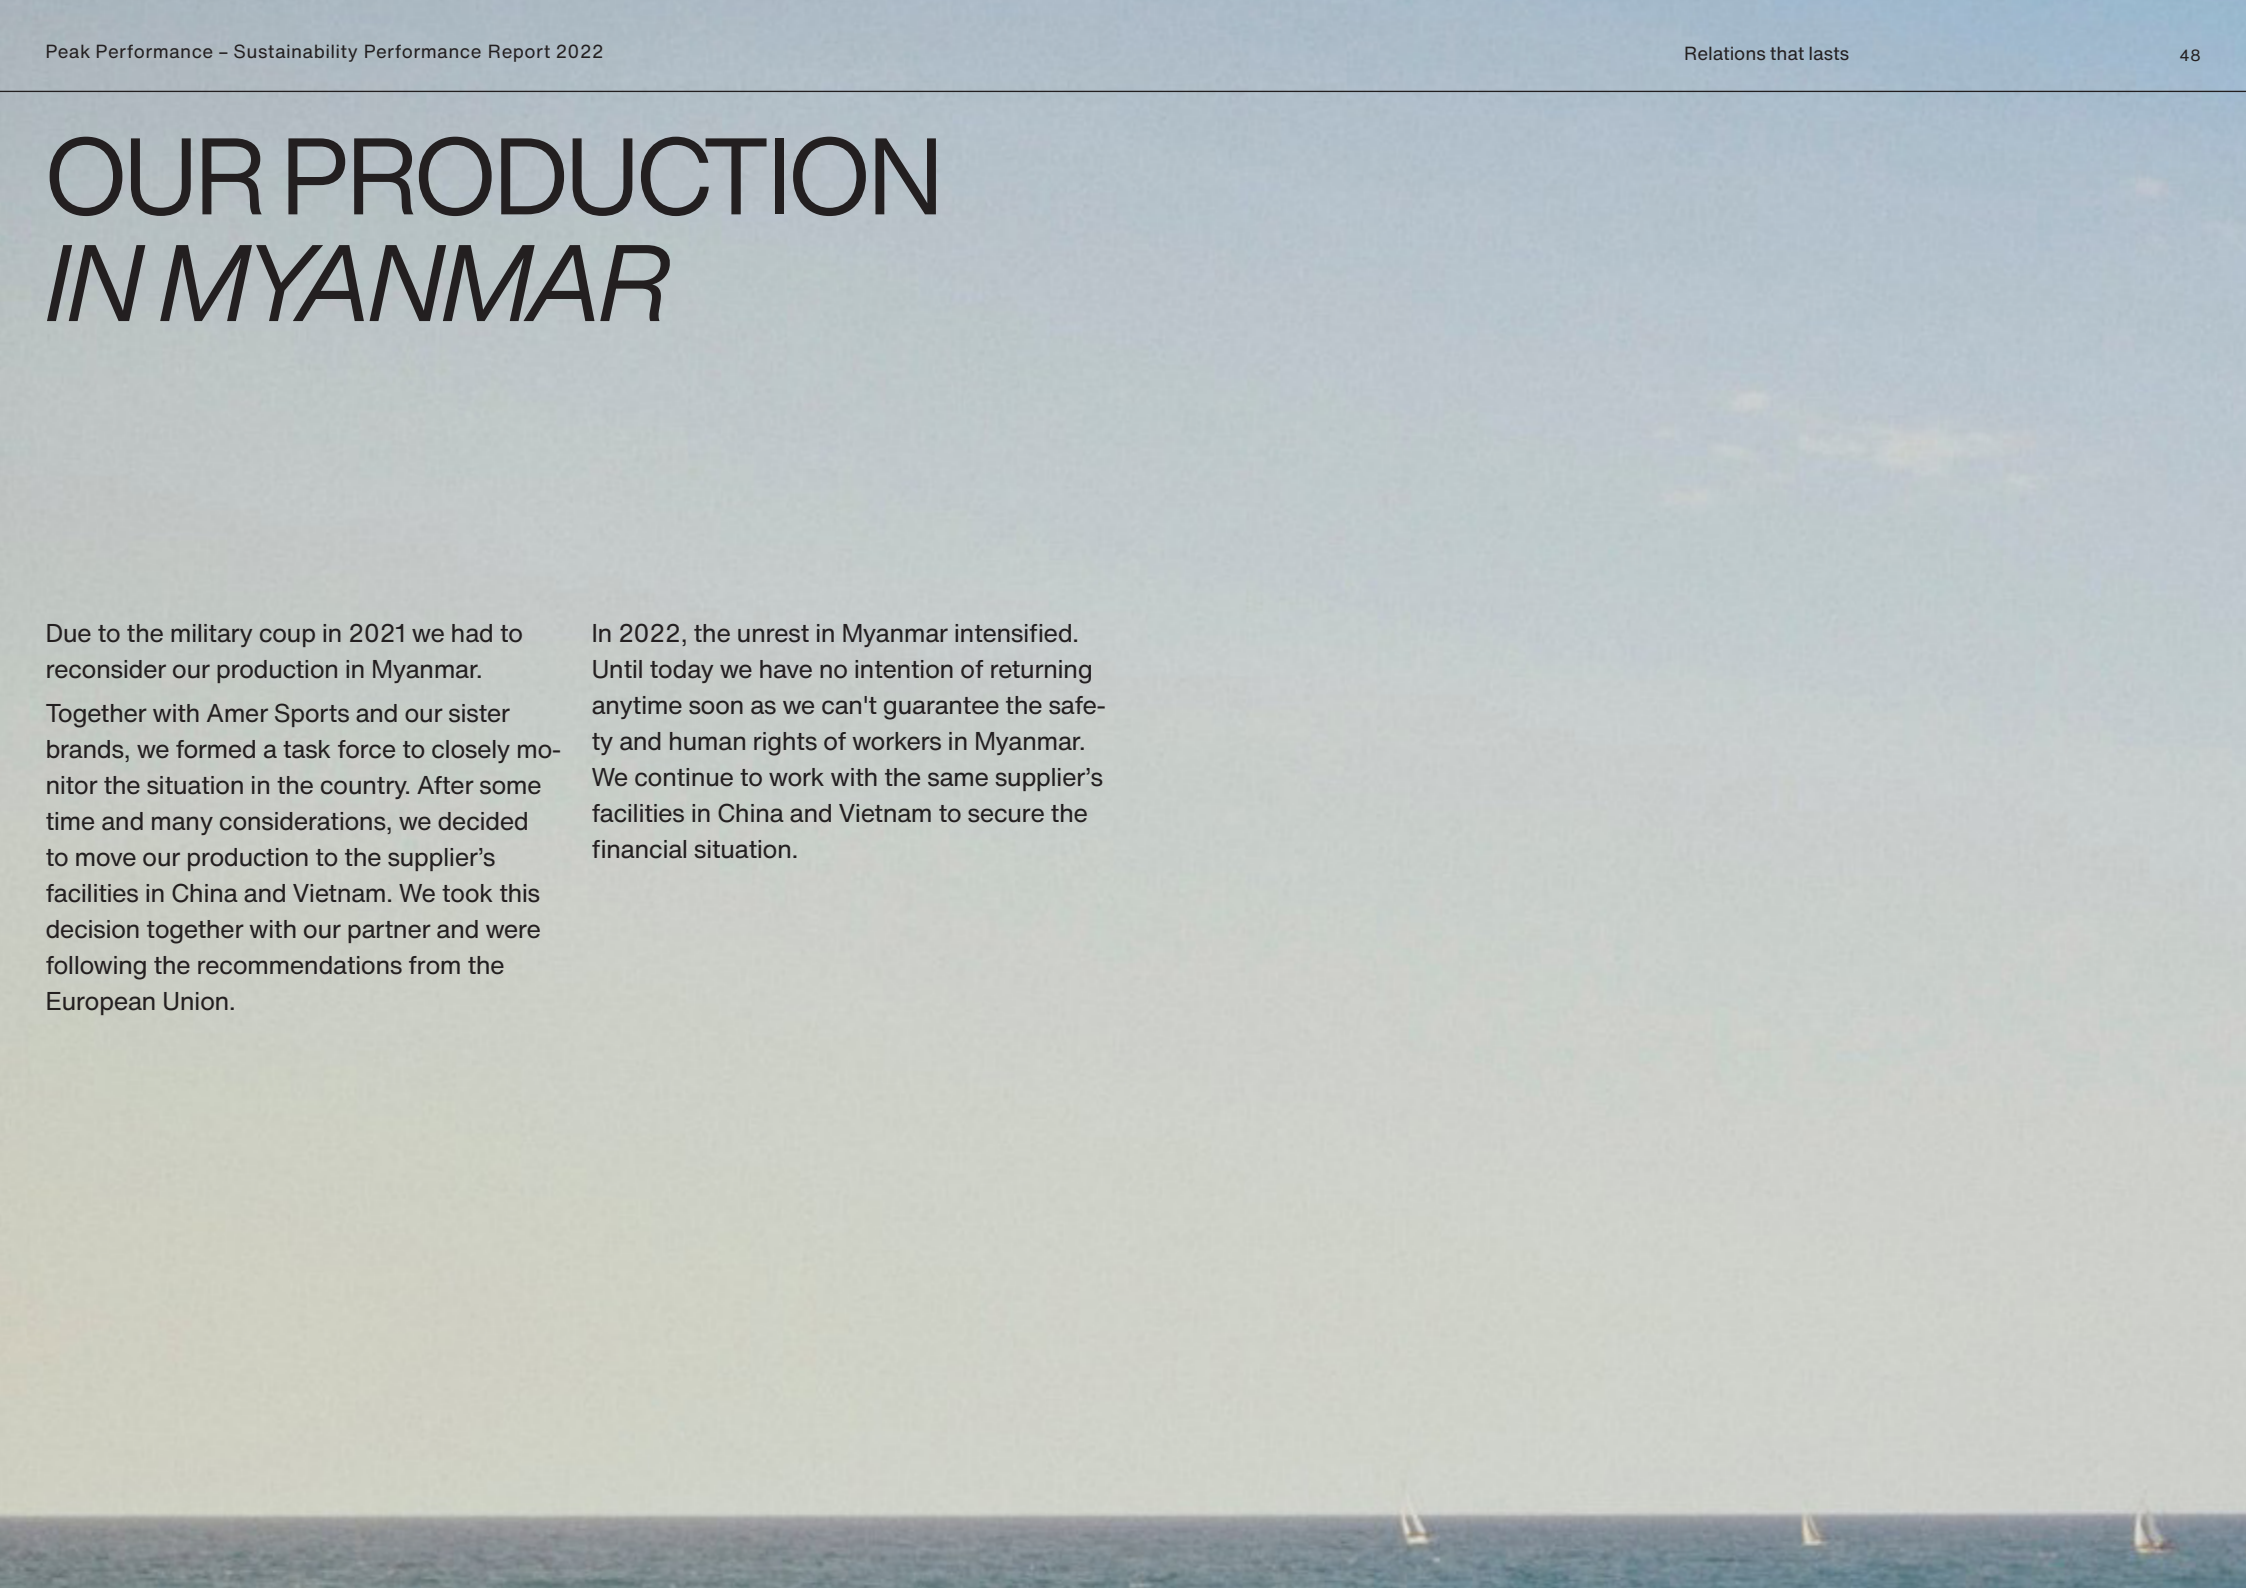 Peak Performance – Sustainability Performance Report 2022
Relations that lasts
48
OUR PRODUCTION
IN MYANMAR
Due to the military coup in 2021 we had to
reconsider our production in Myanmar.
Together with Amer Sports and our sister
brands, we formed a task force to closely mo-
nitor the situation in the country. After some
time and many considerations, we decided
to move our production to the supplier’s
facilities in China and Vietnam. We took this
decision together with our partner and were
following the recommendations from the
European Union.
In 2022, the unrest in Myanmar intensified.
Until today we have no intention of returning
anytime soon as we can't guarantee the safe-
ty and human rights of workers in Myanmar.
We continue to work with the same supplier’s
facilities in China and Vietnam to secure the
financial situation.